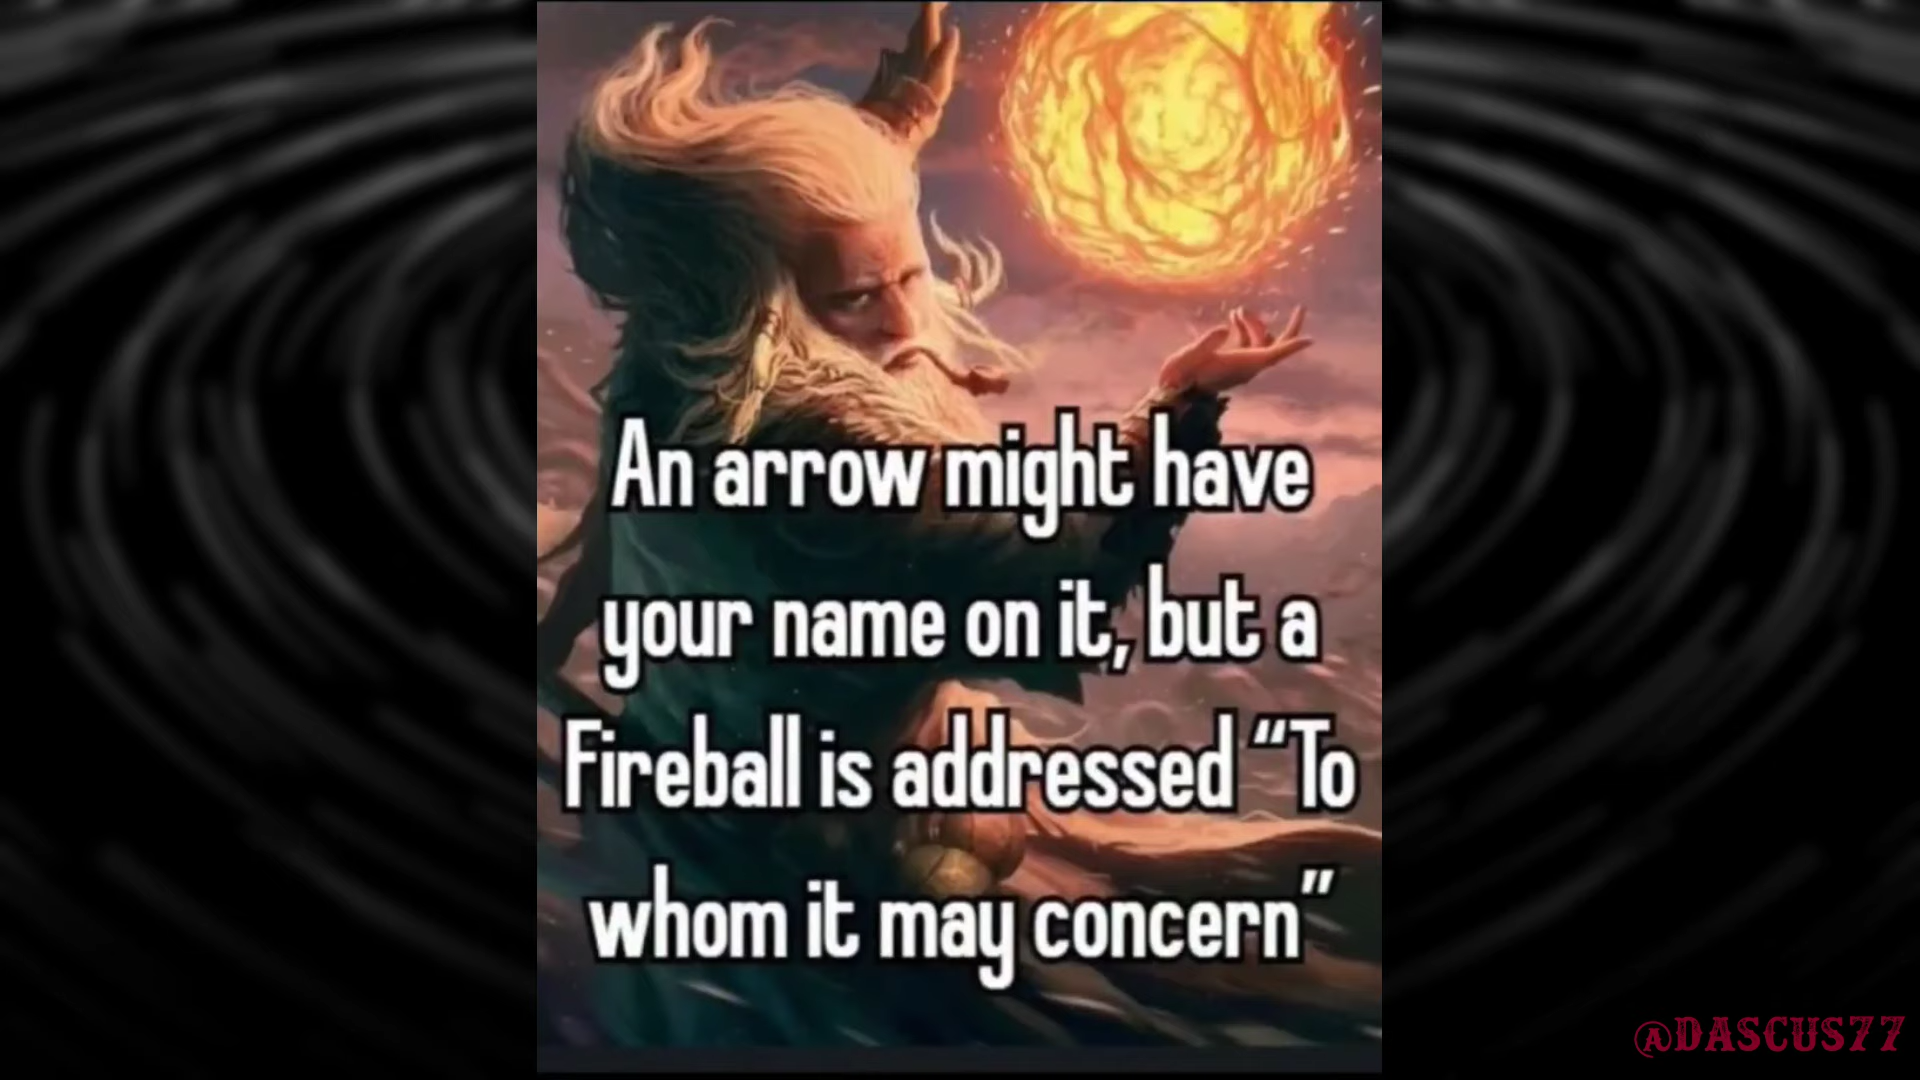 An arrow might have
your name on it, but a
Fireball is addressed “To
whom it may concern”
@DASCUS77